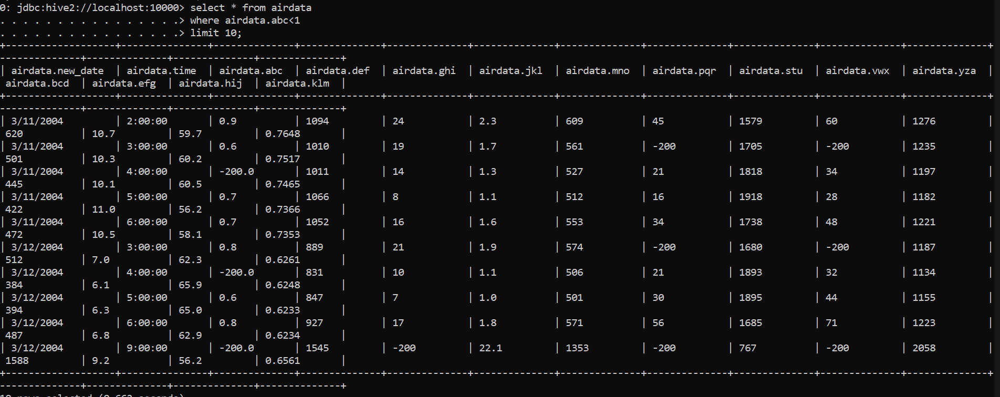 0: jdbc:hive2://localhost:10000> select * from airdata
. . . . . . . . . . . . . . . .> where airdata.abc<1
. . . . . . . . . . . . . . . .> limit 10;
+-------------------+---------------+--------------+--------------+--------------+--------------+--------------+--------------+--------------+--------------+--------------+
--------------+--------------+--------------+--------------+
| airdata.new_date | airdata.time | airdata.abc | airdata.def | airdata.ghi | airdata.jkl | airdata.mno | airdata.pqr | airdata.stu | airdata.vwx | airdata.yza |
airdata.bcd | airdata.efg | airdata.hij | airdata.klm |
+-------------------+---------------+--------------+--------------+--------------+--------------+--------------+--------------+--------------+--------------+--------------+
--------------+--------------+--------------+--------------+
| 3/11/2004 | 2:00:00 | 0.9 | 1094 | 24 | 2.3 | 609 | 45 | 1579 | 60 | 1276 |
620 | 10.7 | 59.7 | 0.7648 |
| 3/11/2004 | 3:00:00 | 0.6 | 1010 | 19 | 1.7 | 561 | -200 | 1705 | -200 | 1235 |
501 | 10.3 | 60.2 | 0.7517 |
| 3/11/2004 | 4:00:00 | -200.0 | 1011 | 14 | 1.3 | 527 | 21 | 1818 | 34 | 1197 |
445 | 10.1 | 60.5 | 0.7465 |
| 3/11/2004 | 5:00:00 | 0.7 | 1066 | 8 | 1.1 | 512 | 16 | 1918 | 28 | 1182 |
422 | 11.0 | 56.2 | 0.7366 |
| 3/11/2004 | 6:00:00 | 0.7 | 1052 | 16 | 1.6 | 553 | 34 | 1738 | 48 | 1221 |
472 | 10.5 | 58.1 | 0.7353 |
| 3/12/2004 | 3:00:00 | 0.8 | 889 | 21 | 1.9 | 574 | -200 | 1680 | -200 | 1187 |
512 | 7.0 | 62.3 | 0.6261 |
| 3/12/2004 | 4:00:00 | -200.0 | 831 | 10 | 1.1 | 506 | 21 | 1893 | 32 | 1134 |
384 | 6.1 | 65.9 | 0.6248 |
| 3/12/2004 | 5:00:00 | 0.6 | 847 | 7 | 1.0 | 501 | 30 | 1895 | 44 | 1155 |
394 | 6.3 | 65.0 | 0.6233 |
| 3/12/2004 | 6:00:00 | 0.8 | 927 | 17 | 1.8 | 571 | 56 | 1685 | 71 | 1223 |
487 | 6.8 | 62.9 | 0.6234 |
| 3/12/2004 | 9:00:00 | -200.0 | 1545 | -200 | 22.1 | 1353 | -200 | 767 | -200 | 2058 |
1588 | 9.2 | 56.2 | 0.6561 |
+-------------------+---------------+--------------+--------------+--------------+--------------+--------------+--------------+--------------+--------------+--------------+
--------------+--------------+--------------+--------------+
10 rows selected (0.662 seconds)